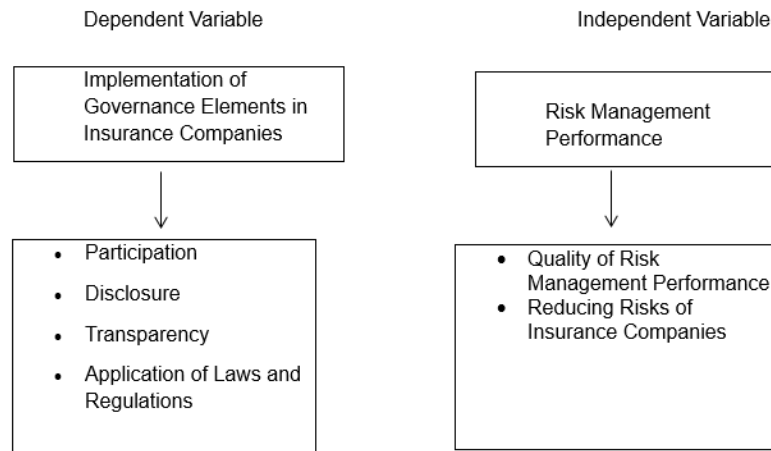 Dependent Variable
Independent Variable
Implementation of
Governance Elements in
Insurance Companies
Risk Management
Performance
• Participation
• Disclosure
• Transparency
• Application of Laws and
Regulations
• Quality of Risk
Management Performance
• Reducing Risks of
Insurance Companies